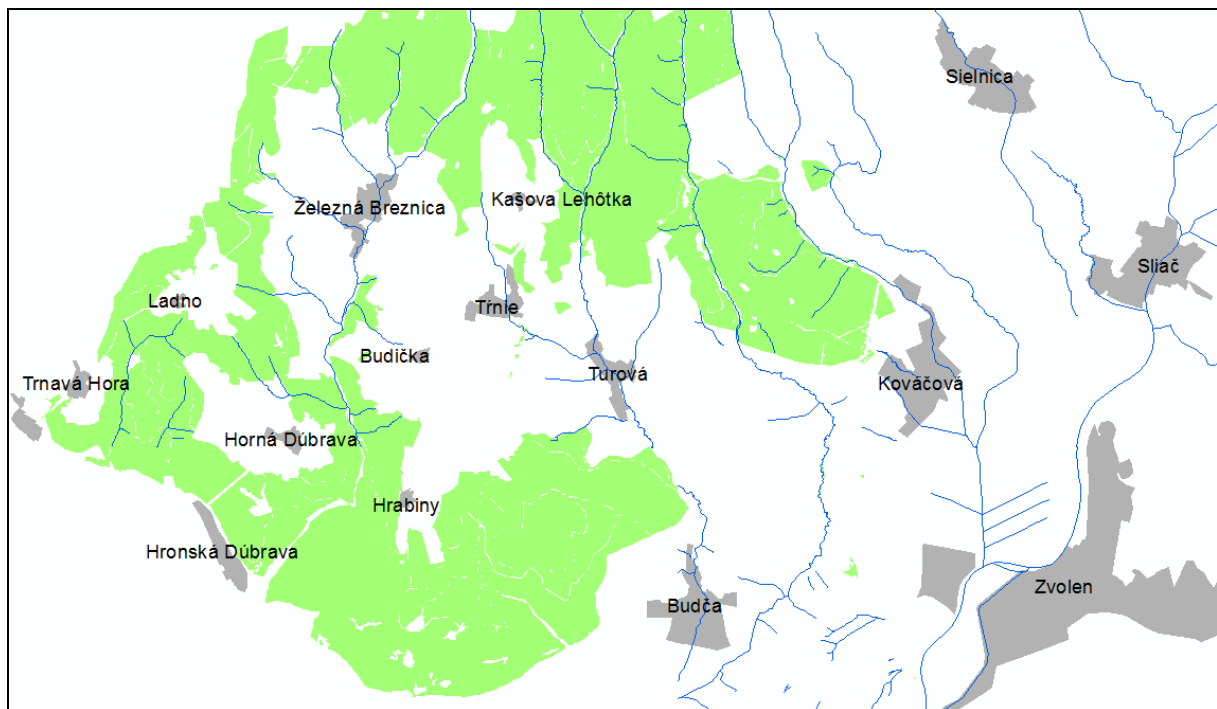 Sielnica
Kašova Lehôtka
Železná Breznica
Sliač
Ladno
Tŕnie
Budička
Turová
Trnavá Hora
Kováčová
Horná Dúbrava
Hrabiny
Hronská Dúbrava
Zvolen
Budča